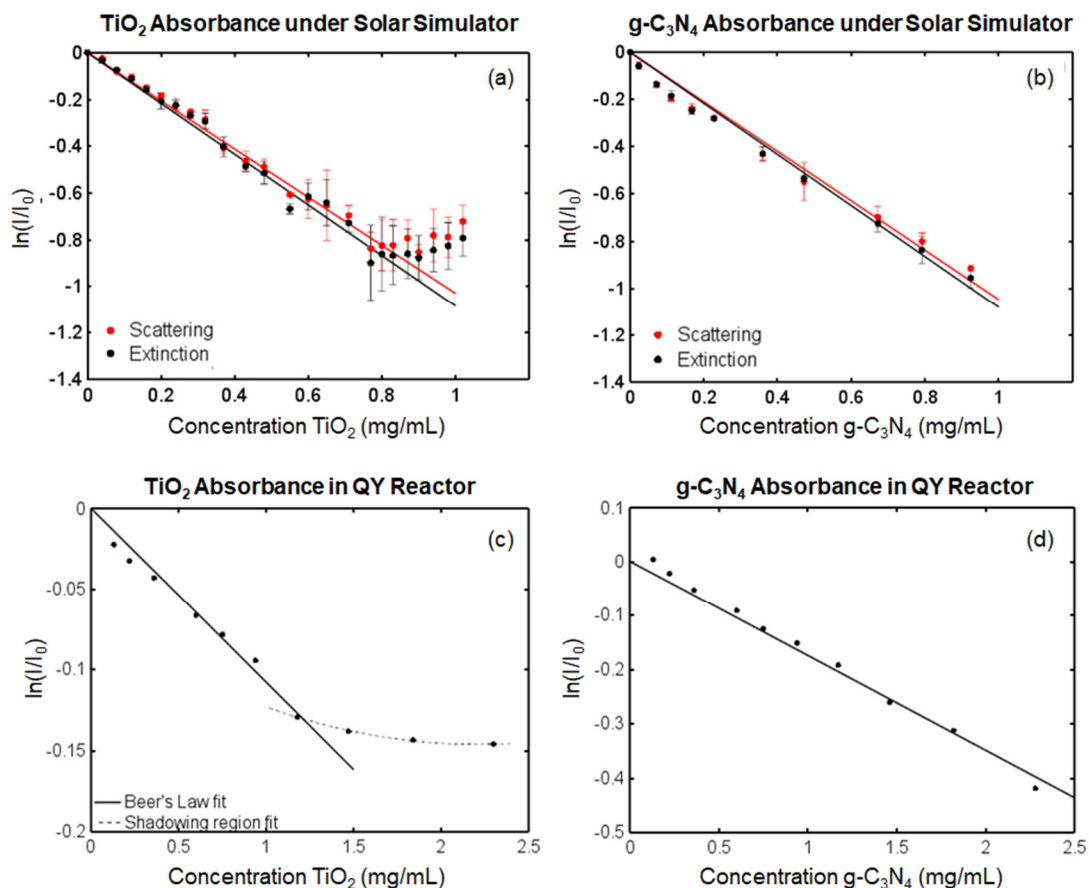 TiO₂ Absorbance under Solar Simulator
(a)
ln(I/I₀)
0
-0.2
-0.4
-0.6
-0.8
-1
-1.2
-1.4
Scattering
Extinction
0 0.2 0.4 0.6 0.8 1
Concentration TiO₂ (mg/mL)
g-C₃N₄ Absorbance under Solar Simulator
(b)
ln(I/I₀)
0
-0.2
-0.4
-0.6
-0.8
-1
-1.2
-1.4
Scattering
Extinction
0 0.2 0.4 0.6 0.8 1
Concentration g-C₃N₄ (mg/mL)
TiO₂ Absorbance in QY Reactor
(c)
ln(I/I₀)
0
-0.05
-0.1
-0.15
-0.2
Beer's Law fit
Shadowing region fit
0 0.5 1 1.5 2 2.5
Concentration TiO₂ (mg/mL)
g-C₃N₄ Absorbance in QY Reactor
(d)
ln(I/I₀)
0.1
0
-0.1
-0.2
-0.3
-0.4
-0.5
0 0.5 1 1.5 2 2.5
Concentration g-C₃N₄ (mg/mL)